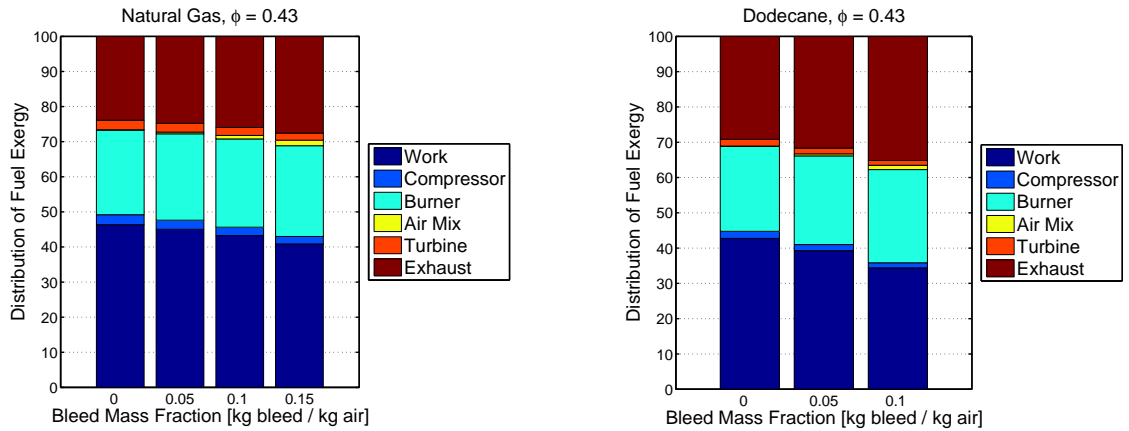 Natural Gas, ϕ = 0.43
Distribution of Fuel Exergy
100
90
80
70
60
50
40
30
20
10
0
0 0.05 0.1 0.15
Bleed Mass Fraction [kg bleed / kg air]
Work
Compressor
Burner
Air Mix
Turbine
Exhaust
Dodecane, ϕ = 0.43
Distribution of Fuel Exergy
100
90
80
70
60
50
40
30
20
10
0
0 0.05 0.1
Bleed Mass Fraction [kg bleed / kg air]
Work
Compressor
Burner
Air Mix
Turbine
Exhaust